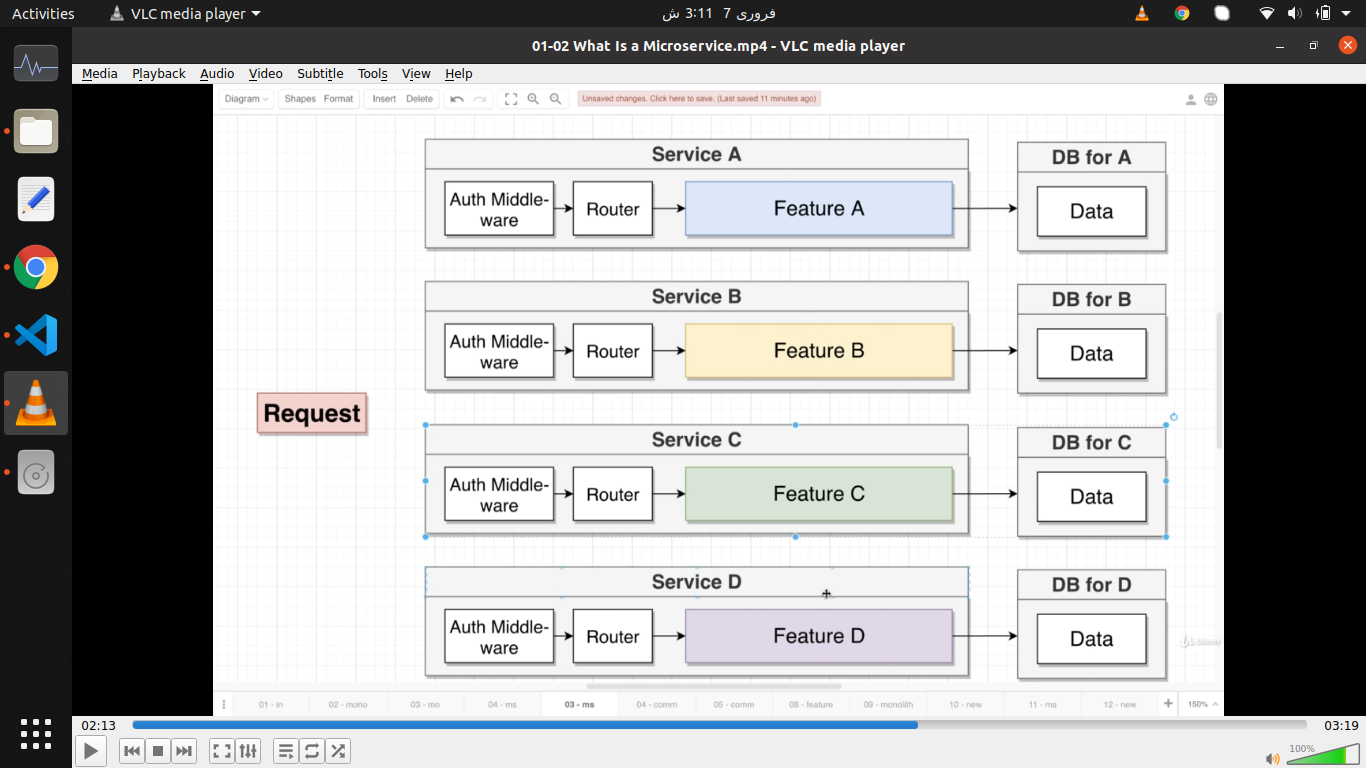 Activities
VLC media player
فروری 7 3:11 ش
01-02 What Is a Microservice.mp4 - VLC media player
Media Playback Audio Video Subtitle Tools View Help
Diagram Shapes Format Insert Delete Unsaved changes. Click here to save. (Last saved 11 minutes ago)
Service A
DB for A
Auth Middle-
ware
Router
Feature A
Data
Service B
DB for B
Auth Middle-
ware
Router
Feature B
Data
Request
Service C
DB for C
Auth Middle-
ware
Router
Feature C
Data
Service D
DB for D
Auth Middle-
ware
Router
Feature D
Data
Udemy
01 - in 02 - mono 03 - mo 04 - ms 03 - ms 04 - comm 05 - comm 08 - feature 09 - monolith 10 - new 11 - ms 12 - new 150%
02:13 03:19
100%